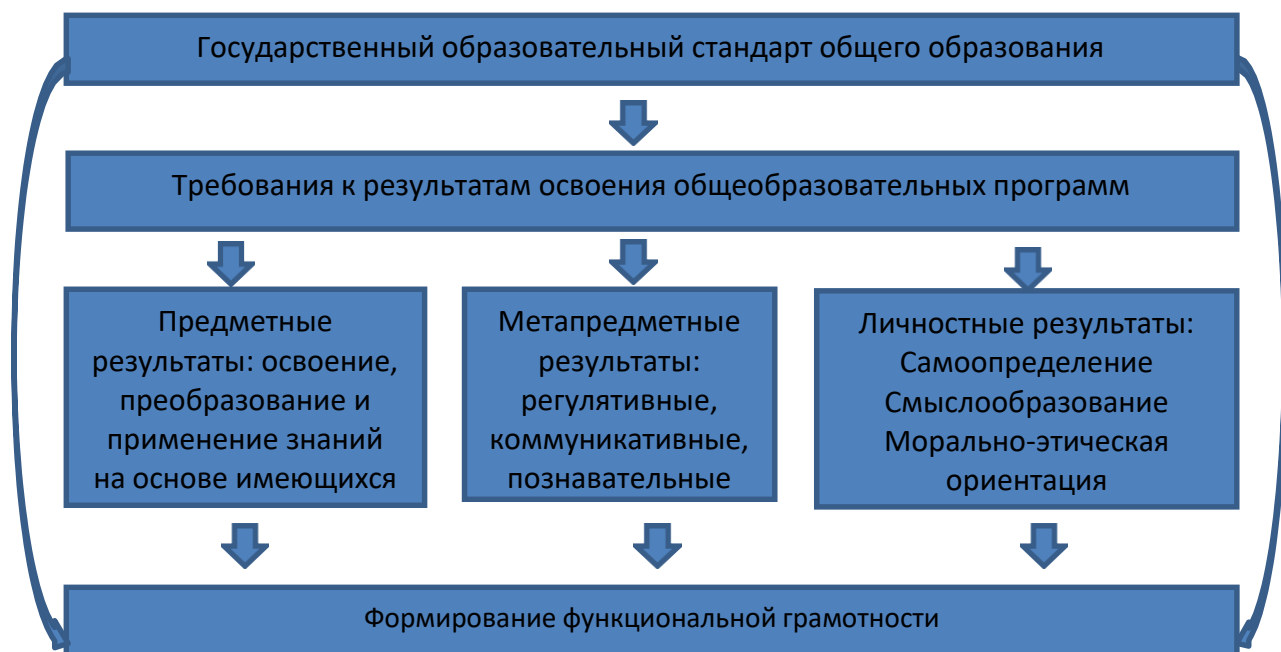 Государственный образовательный стандарт общего образования
Требования к результатам освоения общеобразовательных программ
Предметные
результаты: освоение,
преобразование и
применение знаний
на основе имеющихся
Метапредметные
результаты:
регулятивные,
коммуникативные,
познавательные
Личностные результаты:
Самоопределение
Смыслообразование
Морально-этическая
ориентация
Формирование функциональной грамотности